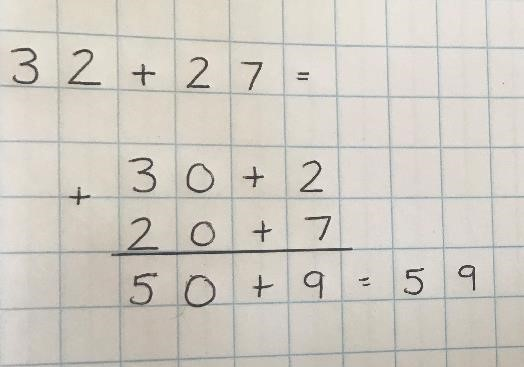 32 + 27 =
30 + 2
+
20 + 7
50 + 9 = 59